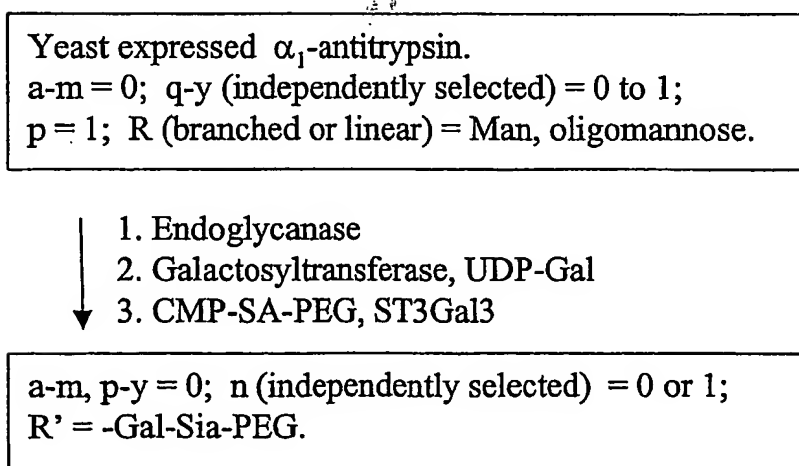 Yeast expressed α₁-antitrypsin.
a-m = 0; q-y (independently selected) = 0 to 1;
p = 1; R (branched or linear) = Man, oligomannose.
1. Endoglycanase
2. Galactosyltransferase, UDP-Gal
3. CMP-SA-PEG, ST3Gal3
a-m, p-y = 0; n (independently selected) = 0 or 1;
R’ = -Gal-Sia-PEG.